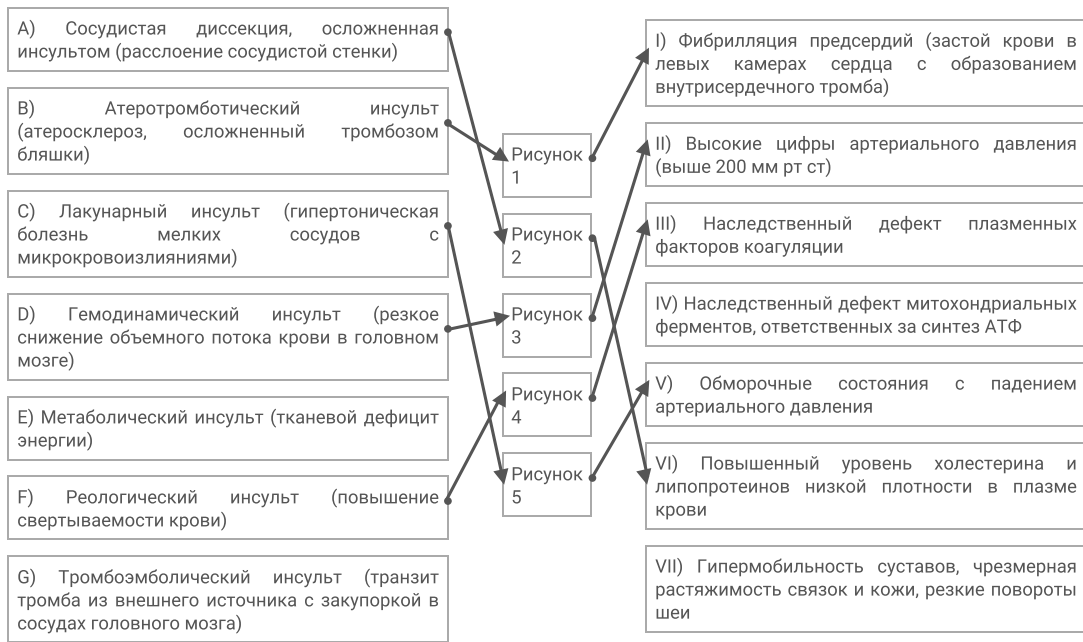 A) Сосудистая диссекция, осложненная
инсультом (расслоение сосудистой стенки)
B) Атеротромботический инсульт
(атеросклероз, осложненный тромбозом
бляшки)
C) Лакунарный инсульт (гипертоническая
болезнь мелких сосудов с
микрокровоизлияниями)
D) Гемодинамический инсульт (резкое
снижение объемного потока крови в головном
мозге)
E) Метаболический инсульт (тканевой дефицит
энергии)
F) Реологический инсульт (повышение
свертываемости крови)
G) Тромбоэмболический инсульт (транзит
тромба из внешнего источника с закупоркой в
сосудах головного мозга)
Рисунок
1
Рисунок
2
Рисунок
3
Рисунок
4
Рисунок
5
I) Фибрилляция предсердий (застой крови в
левых камерах сердца с образованием
внутрисердечного тромба)
II) Высокие цифры артериального давления
(выше 200 мм рт ст)
III) Наследственный дефект плазменных
факторов коагуляции
IV) Наследственный дефект митохондриальных
ферментов, ответственных за синтез АТФ
V) Обморочные состояния с падением
артериального давления
VI) Повышенный уровень холестерина и
липопротеинов низкой плотности в плазме
крови
VII) Гипермобильность суставов, чрезмерная
растяжимость связок и кожи, резкие повороты
шеи